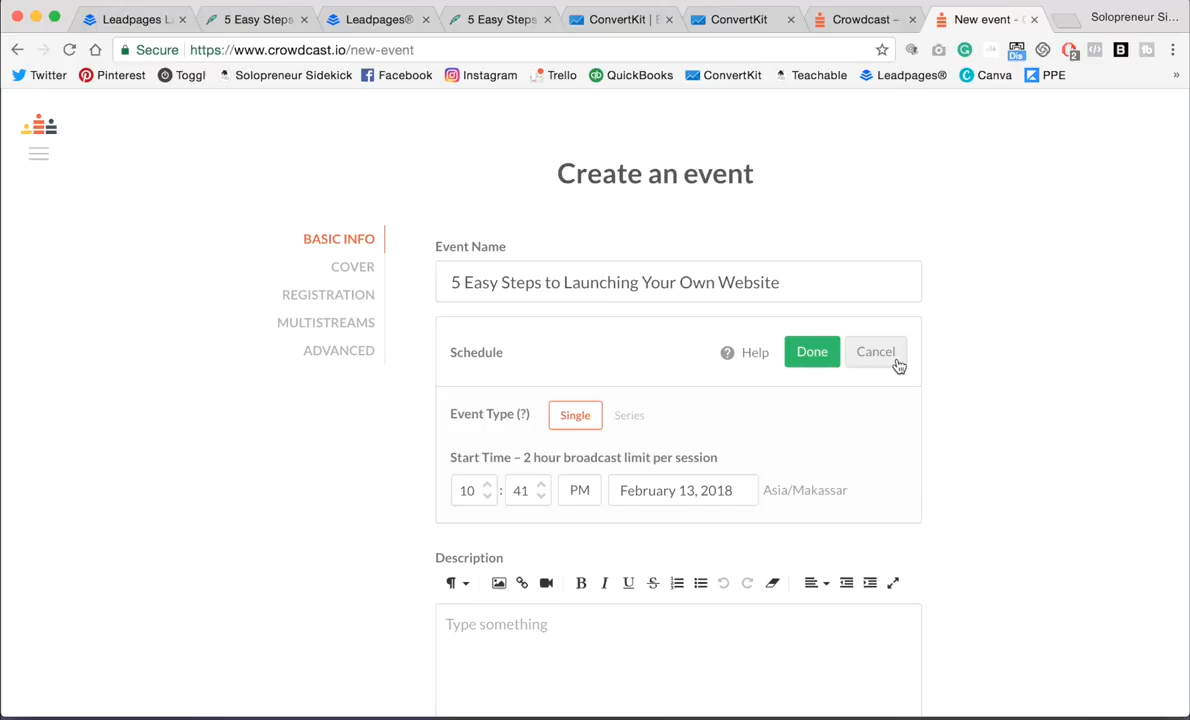 Leadpages La
5 Easy Steps
Leadpages®
5 Easy Steps
ConvertKit | E
ConvertKit
Crowdcast –
New event - C
Solopreneur Si...
Secure
https://www.crowdcast.io/new-event
Twitter
Pinterest
Toggl
Solopreneur Sidekick
Facebook
Instagram
Trello
QuickBooks
ConvertKit
Teachable
Leadpages®
Canva
PPE
Create an event
BASIC INFO
COVER
REGISTRATION
MULTISTREAMS
ADVANCED
Event Name
5 Easy Steps to Launching Your Own Website
Schedule
Help
Done
Cancel
Event Type (?)
Single
Series
Start Time – 2 hour broadcast limit per session
10 : 41 PM February 13, 2018 Asia/Makassar
Description
Type something